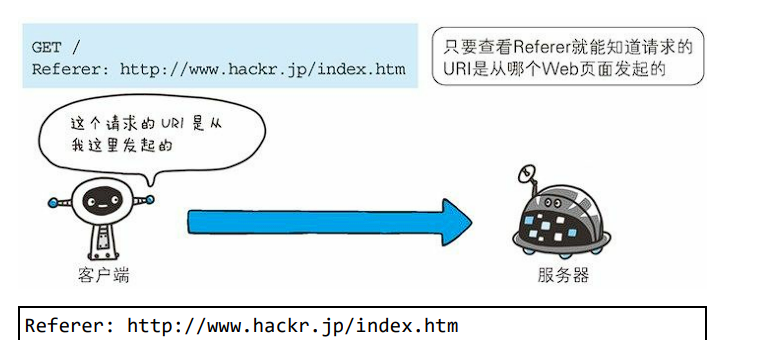 GET /
Referer: http://www.hackr.jp/index.htm
只要查看Referer就能知道请求的
URI是从哪个Web页面发起的
这个请求的 URI 是从
我这里发起的
客户端
服务器
Referer: http://www.hackr.jp/index.htm